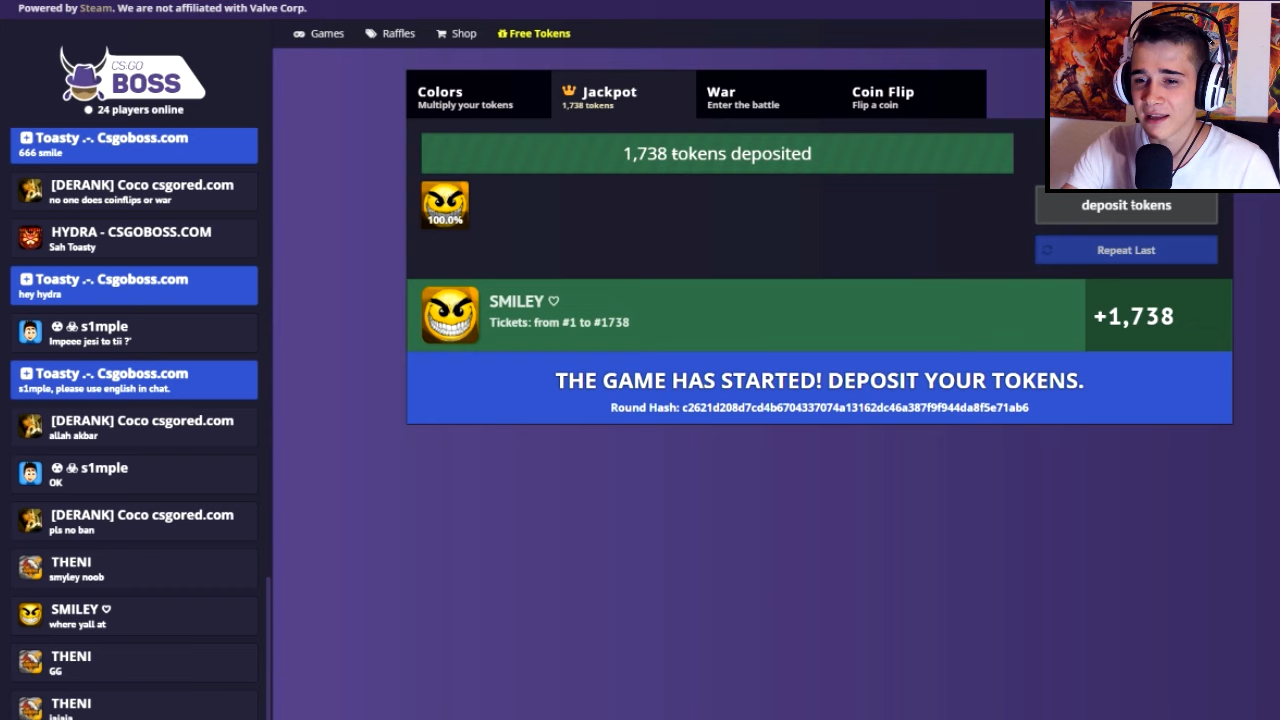 Powered by Steam. We are not affiliated with Valve Corp.
CS:GO
BOSS
24 players online
Games
Raffles
Shop
Free Tokens
Toasty .-. Csgoboss.com
666 smile
[DERANK] Coco csgored.com
no one does coinflips or war
HYDRA - CSGOBOSS.COM
Sah Toasty
Toasty .-. Csgoboss.com
hey hydra
☢ ☣ s1mple
Impeee jesi to tii ?'
Toasty .-. Csgoboss.com
s1mple, please use english in chat.
[DERANK] Coco csgored.com
allah akbar
☢ ☣ s1mple
OK
[DERANK] Coco csgored.com
pls no ban
THENI
smyley noob
SMILEY ♡
where yall at
THENI
GG
THENI
jajaja
Colors
Multiply your tokens
Jackpot
1,738 tokens
War
Enter the battle
Coin Flip
Flip a coin
1,738 tokens deposited
100.0%
deposit tokens
Repeat Last
SMILEY ♡
Tickets: from #1 to #1738
+1,738
THE GAME HAS STARTED! DEPOSIT YOUR TOKENS.
Round Hash: c2621d208d7cd4b6704337074a13162dc46a387f9f944da8f5e71ab6